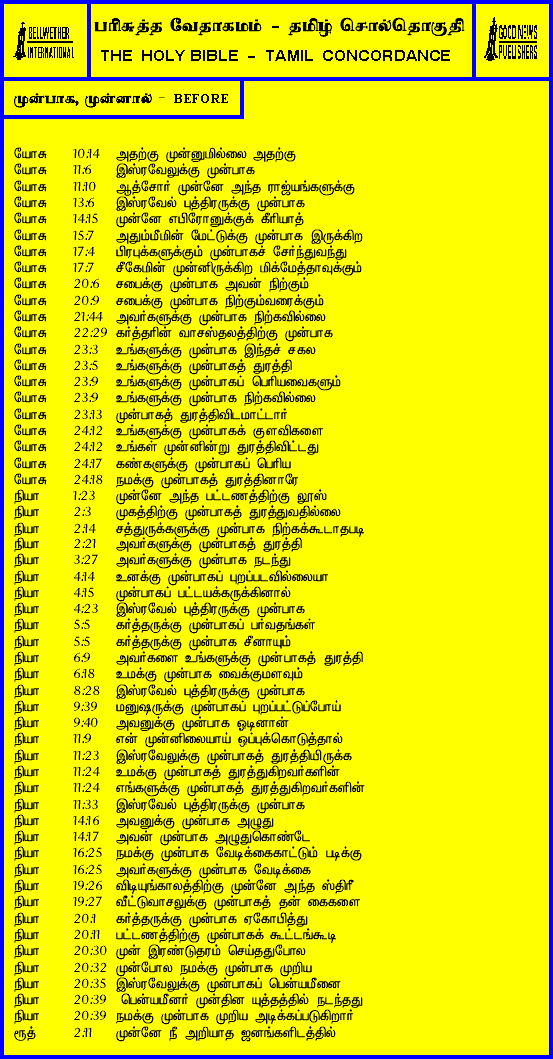 BELLWETHER
INTERNATIONAL
பரிசுத்த வேதாகமம் - தமிழ் சொல்தொகுதி
THE HOLY BIBLE - TAMIL CONCORDANCE
GOOD NEWS
PUBLISHERS
முன்பாக, முன்னால் - BEFORE
யோசு 10:14 அதற்கு முன்னுமில்லை அதற்கு
யோசு 11:6 இஸ்ரவேலுக்கு முன்பாக
யோசு 11:10 ஆத்சோர் முன்னே அந்த ராஜ்யங்களுக்கு
யோசு 13:6 இஸ்ரவேல் புத்திரருக்கு முன்பாக
யோசு 14:15 முன்னே எபிரோனுக்குக் கீரியாத்
யோசு 15:7 அதும்மீமின் மேட்டுக்கு முன்பாக இருக்கிற
யோசு 17:4 பிரபுக்களுக்கும் முன்பாகச் சேர்ந்துவந்து
யோசு 17:7 சீகேமின் முன்னிருக்கிற மிக்மேத்தாவுக்கும்
யோசு 20:6 சபைக்கு முன்பாக அவன் நிற்கும்
யோசு 20:9 சபைக்கு முன்பாக நிற்கும்வரைக்கும்
யோசு 21:44 அவர்களுக்கு முன்பாக நிற்கவில்லை
யோசு 22:29 கர்த்தரின் வாசஸ்தலத்திற்கு முன்பாக
யோசு 23:3 உங்களுக்கு முன்பாக இந்தச் சகல
யோசு 23:5 உங்களுக்கு முன்பாகத் துரத்தி
யோசு 23:9 உங்களுக்கு முன்பாகப் பெரியவைகளும்
யோசு 23:9 உங்களுக்கு முன்பாக நிற்கவில்லை
யோசு 23:13 முன்பாகத் துரத்திவிடமாட்டார்
யோசு 24:12 உங்களுக்கு முன்பாகக் குளவிகளை
யோசு 24:12 உங்கள் முன்னின்று துரத்திவிட்டது
யோசு 24:17 கண்களுக்கு முன்பாகப் பெரிய
யோசு 24:18 நமக்கு முன்பாகத் துரத்தினாரே
நியா 1:23 முன்னே அந்த பட்டணத்திற்கு லூஸ்
நியா 2:3 முகத்திற்கு முன்பாகத் துரத்துவதில்லை
நியா 2:14 சத்துருக்களுக்கு முன்பாக நிற்கக்கூடாதபடி
நியா 2:21 அவர்களுக்கு முன்பாகத் துரத்தி
நியா 3:27 அவர்களுக்கு முன்பாக நடந்து
நியா 4:14 உனக்கு முன்பாகப் புறப்படவில்லையா
நியா 4:15 முன்பாகப் பட்டயக்கருக்கினால்
நியா 4:23 இஸ்ரவேல் புத்திரருக்கு முன்பாக
நியா 5:5 கர்த்தருக்கு முன்பாகப் பர்வதங்கள்
நியா 5:5 கர்த்தருக்கு முன்பாக சீனாயும்
நியா 6:9 அவர்களை உங்களுக்கு முன்பாகத் துரத்தி
நியா 6:18 உமக்கு முன்பாக வைக்குமளவும்
நியா 8:28 இஸ்ரவேல் புத்திரருக்கு முன்பாக
நியா 9:39 மனுஷருக்கு முன்பாகப் புறப்பட்டுப்போய்
நியா 9:40 அவனுக்கு முன்பாக ஓடினான்
நியா 11:9 என் முன்னிலையாய் ஒப்புக்கொடுத்தால்
நியா 11:23 இஸ்ரவேலுக்கு முன்பாகத் துரத்தியிருக்க
நியா 11:24 உமக்கு முன்பாகத் துரத்துகிறவர்களின்
நியா 11:24 எங்களுக்கு முன்பாகத் துரத்துகிறவர்களின்
நியா 11:33 இஸ்ரவேல் புத்திரருக்கு முன்பாக
நியா 14:16 அவனுக்கு முன்பாக அழுது
நியா 14:17 அவன் முன்பாக அழுதுகொண்டே
நியா 16:25 நமக்கு முன்பாக வேடிக்கைகாட்டும் படிக்கு
நியா 16:25 அவர்களுக்கு முன்பாக வேடிக்கை
நியா 19:26 விடியுங்காலத்திற்கு முன்னே அந்த ஸ்திரீ
நியா 19:27 வீட்டுவாசலுக்கு முன்பாகத் தன் கைகளை
நியா 20:1 கர்த்தருக்கு முன்பாக ஏகோபித்து
நியா 20:11 பட்டணத்திற்கு முன்பாகக் கூட்டங்கூடி
நியா 20:30 முன் இரண்டுதரம் செய்ததுபோல
நியா 20:32 முன்போல நமக்கு முன்பாக முறிய
நியா 20:35 இஸ்ரவேலுக்கு முன்பாகப் பென்யமீனை
நியா 20:39 பென்யமீனர் முன்தின யுத்தத்தில் நடந்தது
நியா 20:39 நமக்கு முன்பாக முறிய அடிக்கப்படுகிறார்
ரூத் 2:11 முன்னே நீ அறியாத ஜனங்களிடத்தில்